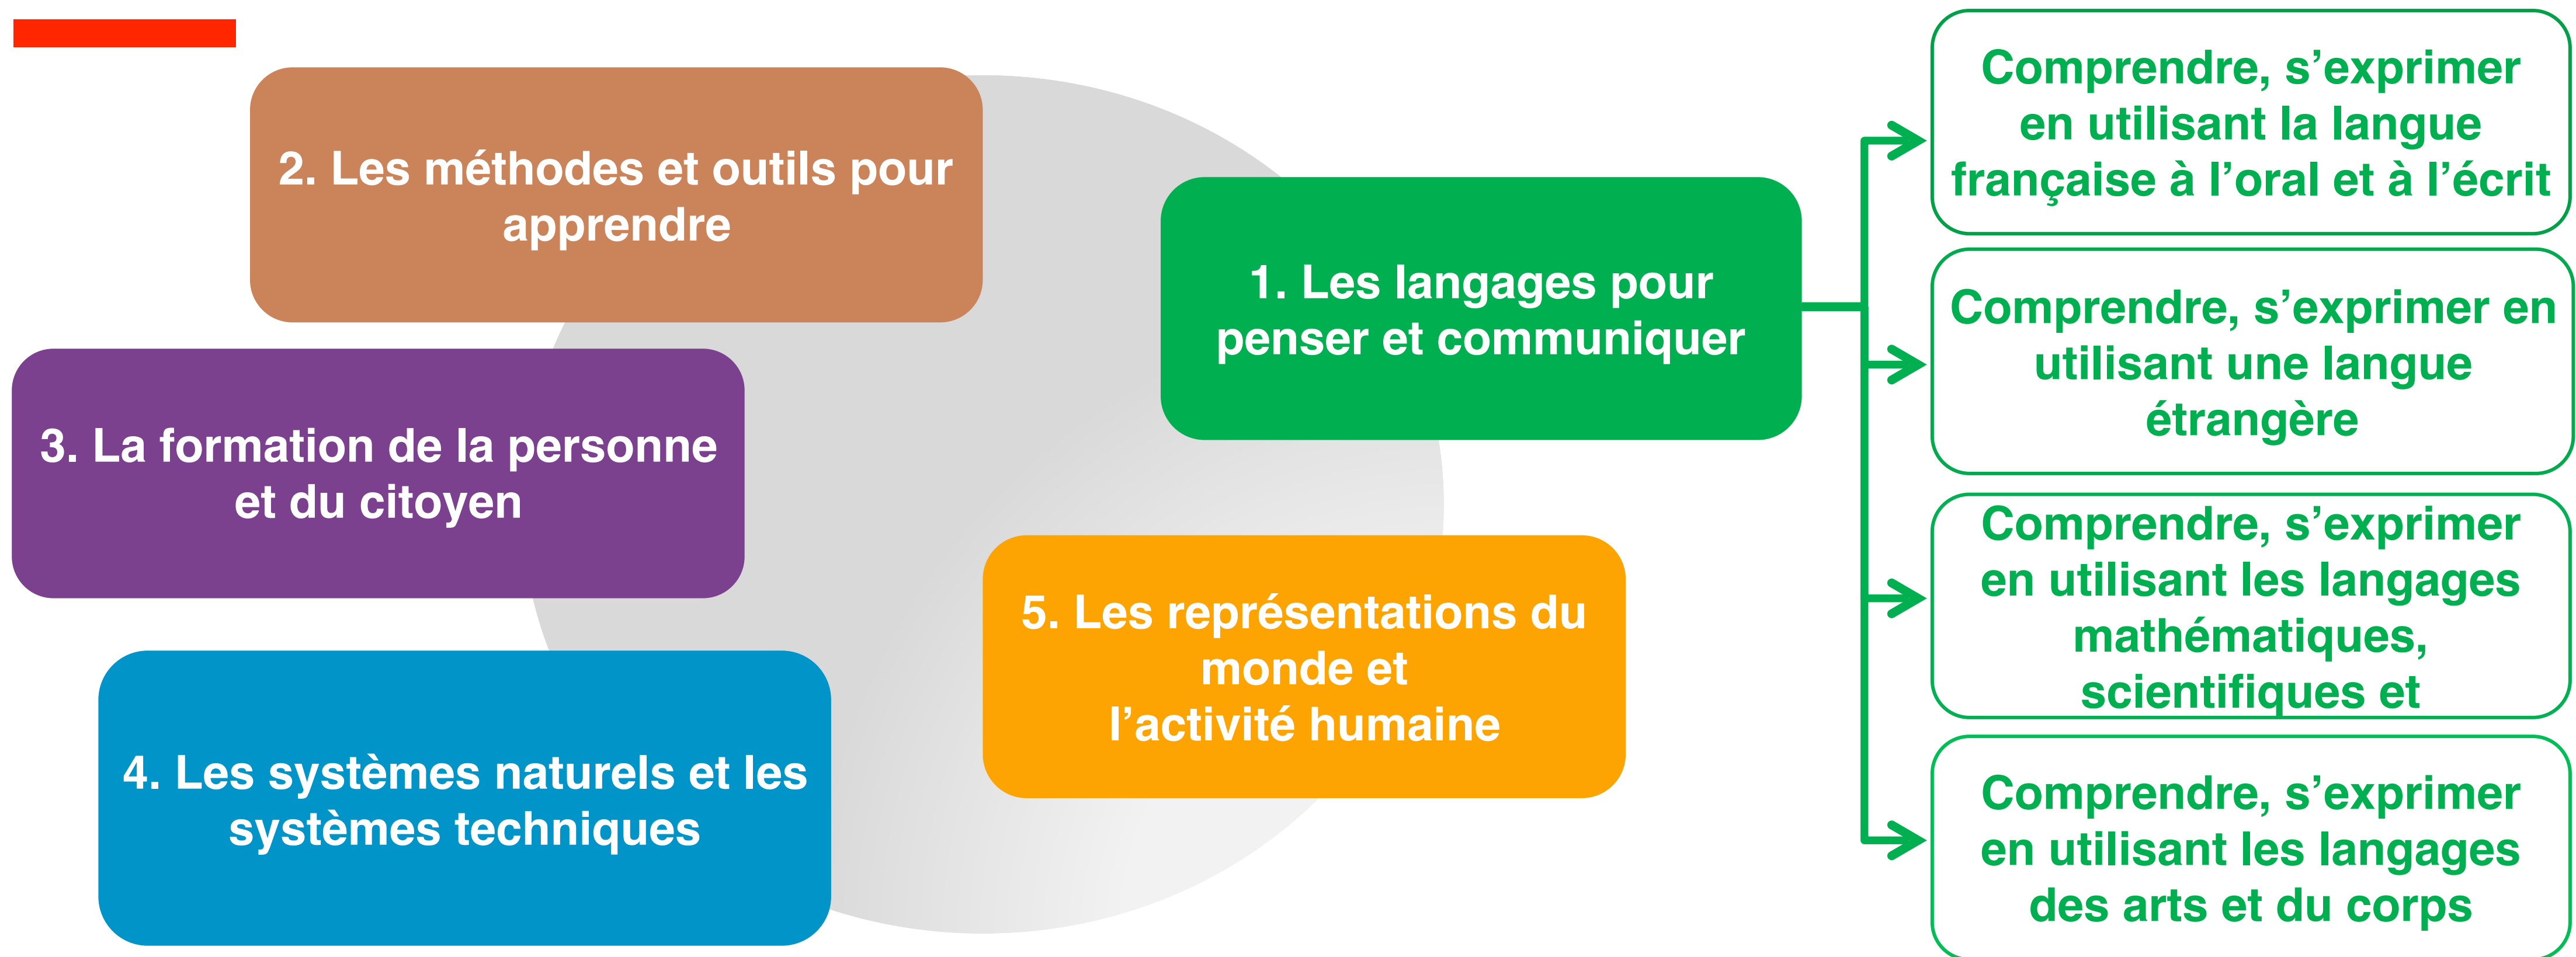 2. Les méthodes et outils pour
apprendre
1. Les langages pour
penser et communiquer
3. La formation de la personne
et du citoyen
4. Les systèmes naturels et les
systèmes techniques
5. Les représentations du
monde et
l’activité humaine
Comprendre, s’exprimer
en utilisant la langue
française à l’oral et à l’écrit
Comprendre, s’exprimer en
utilisant une langue
étrangère
Comprendre, s’exprimer
en utilisant les langages
mathématiques,
scientifiques et
Comprendre, s’exprimer
en utilisant les langages
des arts et du corps